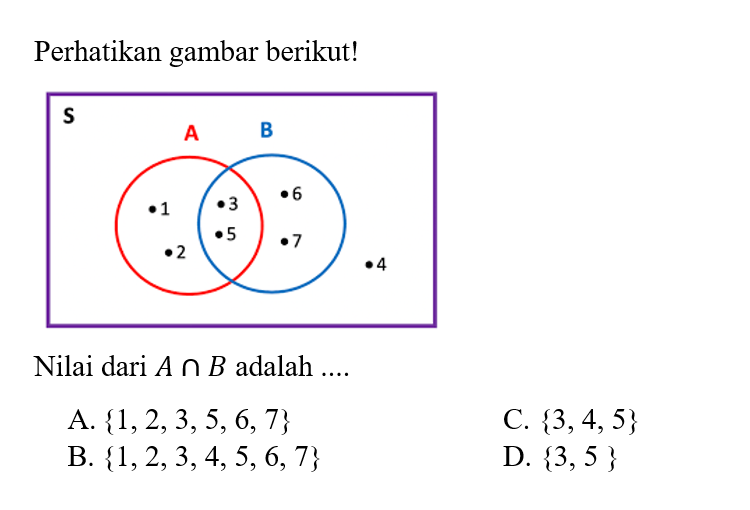 Perhatikan gambar berikut!
S
A B
•1 •3 •6
•2 •5 •7
•4
Nilai dari A ∩ B adalah ....
A. {1, 2, 3, 5, 6, 7}
B. {1, 2, 3, 4, 5, 6, 7}
C. {3, 4, 5}
D. {3, 5 }